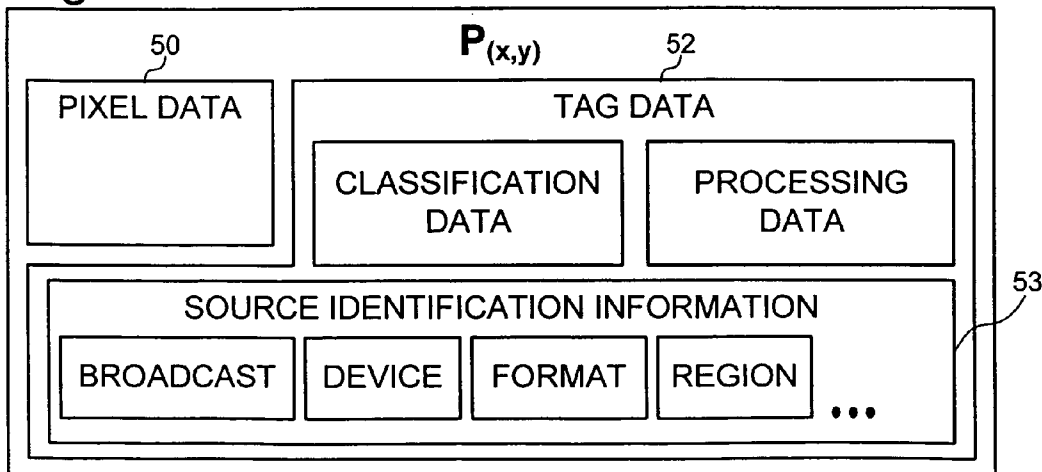 P(x,y)
50
52
PIXEL DATA
TAG DATA
CLASSIFICATION
DATA
PROCESSING
DATA
53
SOURCE IDENTIFICATION INFORMATION
BROADCAST
DEVICE
FORMAT
REGION
•••